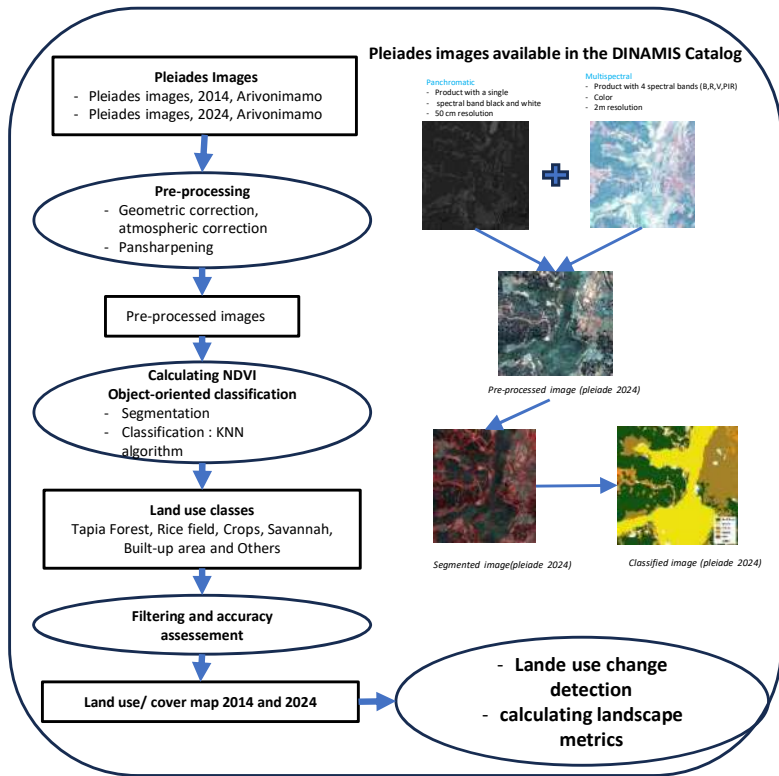 Pleiades Images
- Pleiades images, 2014, Arivonimamo
- Pleiades images, 2024, Arivonimamo
Pre-processing
- Geometric correction,
atmospheric correction
- Pansharpening
Pre-processed images
Calculating NDVI
Object-oriented classification
- Segmentation
- Classification : KNN
algorithm
Land use classes
Tapia Forest, Rice field, Crops, Savannah,
Built-up area and Others
Filtering and accuracy
assessment
Land use/ cover map 2014 and 2024
- Lande use change
detection
- calculating landscape
metrics
Pleiades images available in the DINAMIS Catalog
Panchromatic
- Product with a single
- spectral band black and white
- 50 cm resolution
Multispectral
- Product with 4 spectral bands (B,R,V,PIR)
- Color
- 2m resolution
Pre-processed image (pleiade 2024)
Segmented image(pleiade 2024)
Classified image (pleiade 2024)